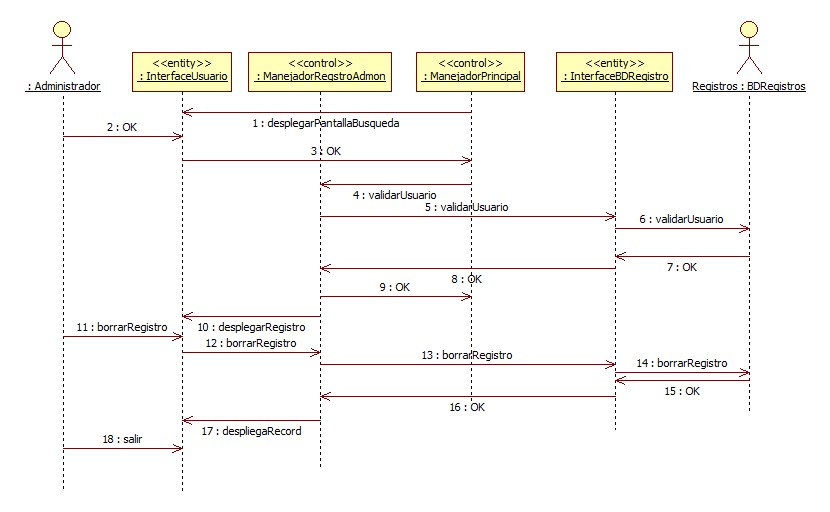 <<entity>>
<<control>>
<<control>>
<<entity>>
: Administrador
: InterfaceUsuario
: ManejadorRegstroAdmon
: ManejadorPrincipal
: InterfaceBDRegistro
Registros : BDRegistros
1 : desplegarPantallaBusqueda
2 : OK
3 : OK
4 : validarUsuario
5 : validarUsuario
6 : validarUsuario
7 : OK
8 : OK
9 : OK
10 : desplegarRegistro
11 : borrarRegistro
12 : borrarRegistro
13 : borrarRegistro
14 : borrarRegistro
15 : OK
16 : OK
17 : despliegaRecord
18 : salir